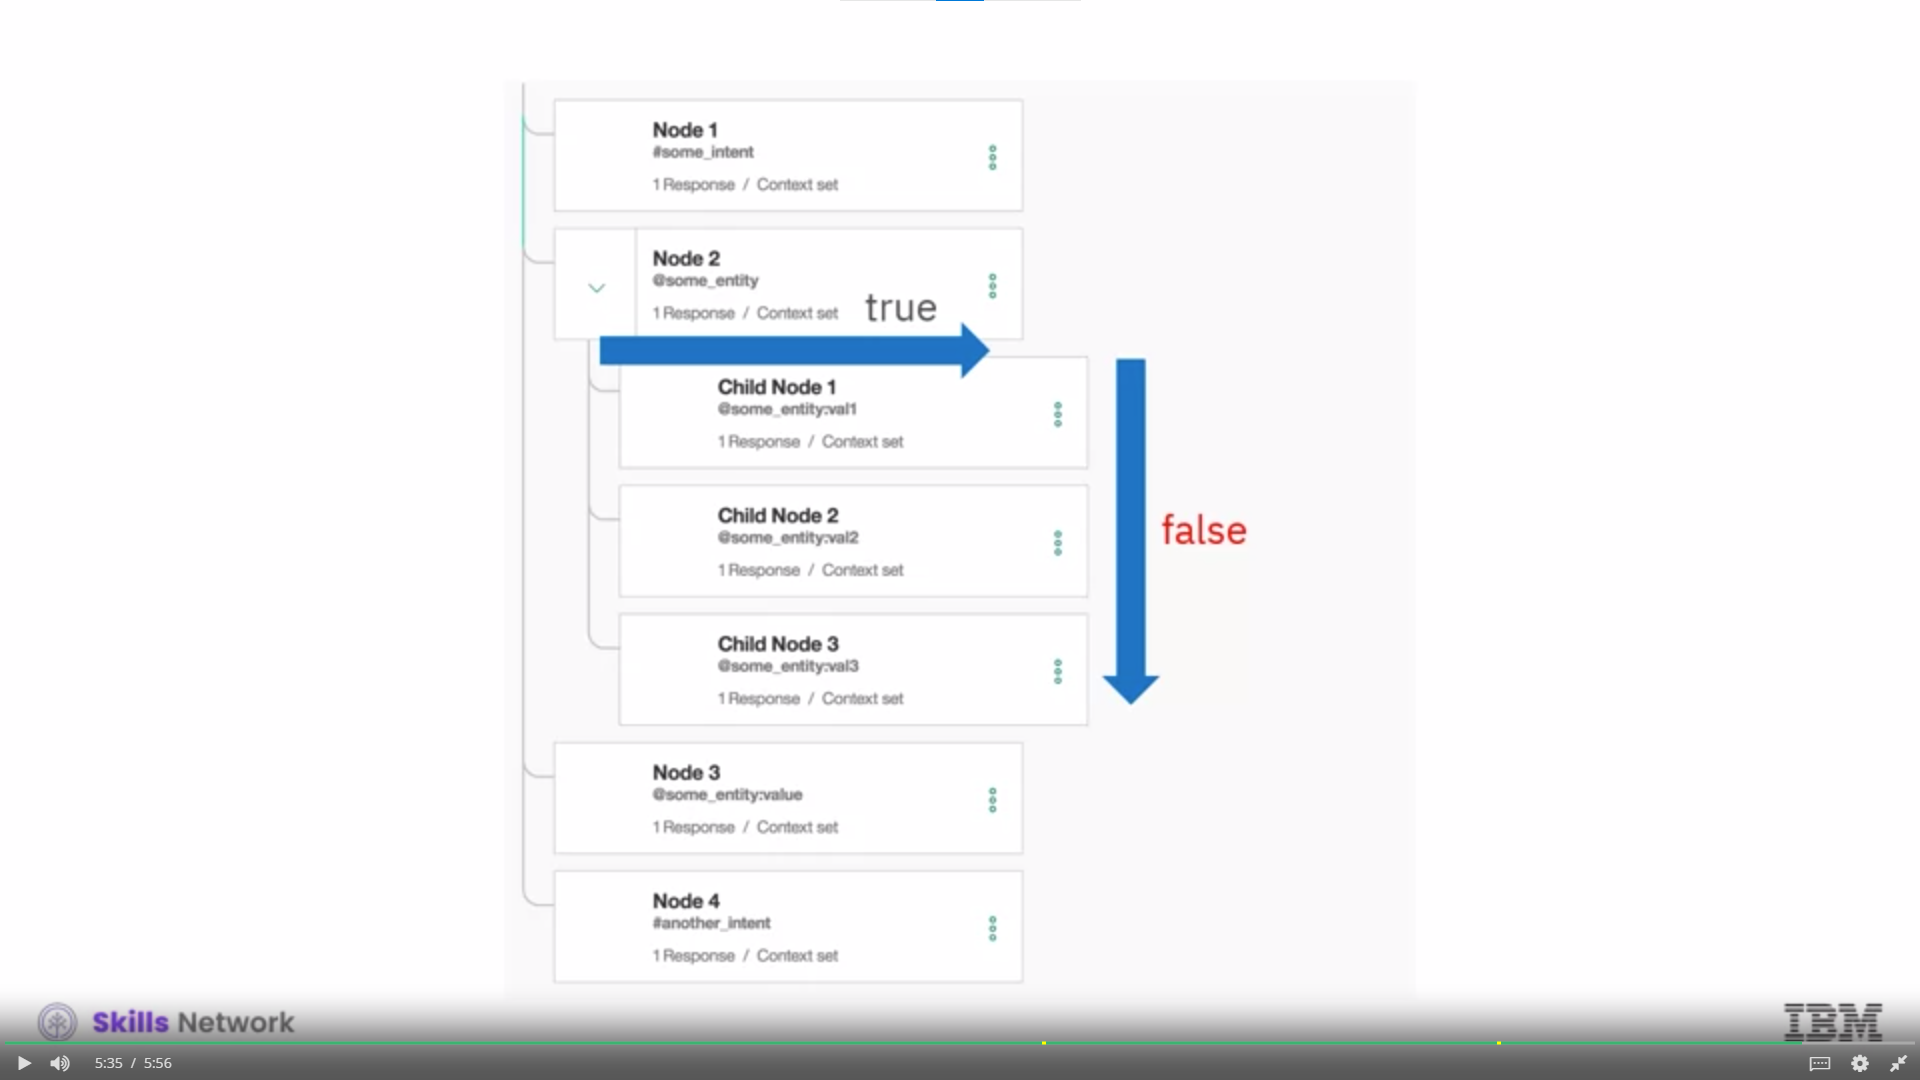 Node 1
#some_intent
1 Response / Context set
Node 2
@some_entity
1 Response / Context set
true
Child Node 1
@some_entity:val1
1 Response / Context set
Child Node 2
@some_entity:val2
1 Response / Context set
false
Child Node 3
@some_entity:val3
1 Response / Context set
Node 3
@some_entity:value
1 Response / Context set
Node 4
#another_intent
1 Response / Context set
Skills Network
IBM
5:35 / 5:56